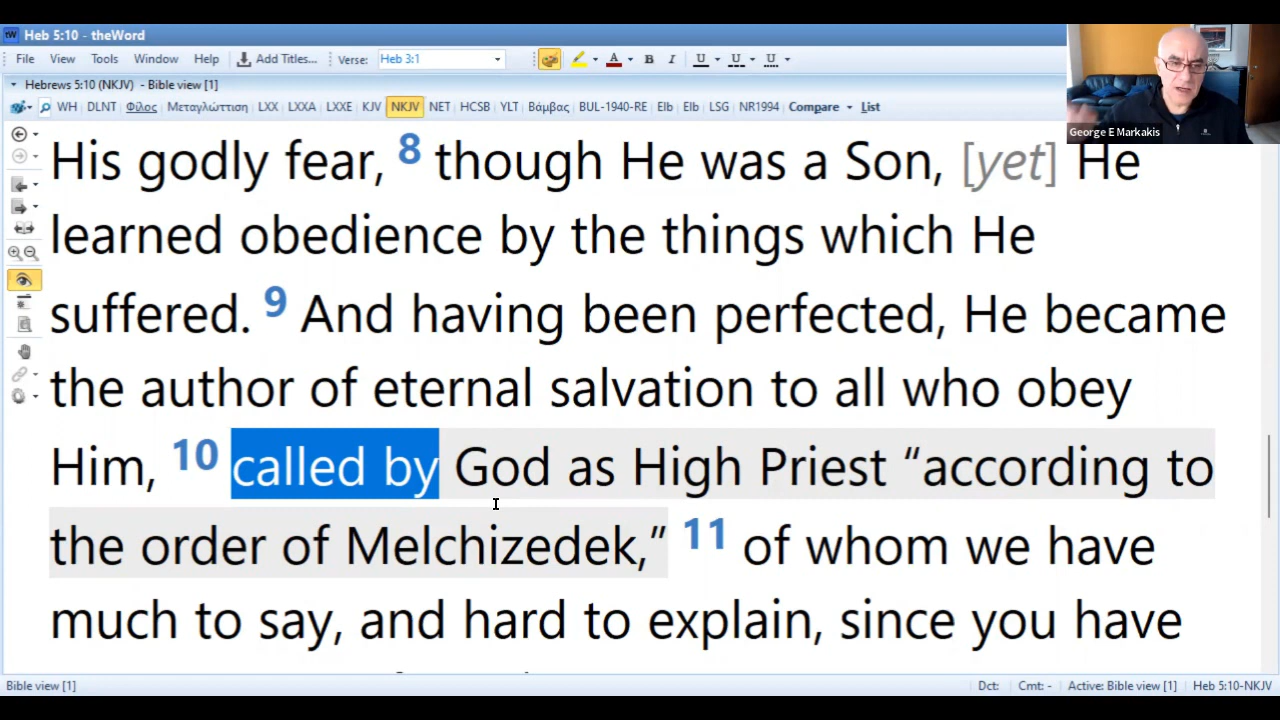 Heb 5:10 - theWord
File View Tools Window Help Add Titles... Verse: Heb 3:1 B I U U U
Hebrews 5:10 (NKJV) - Bible view [1]
WH DLNT Φίλος Μεταγλώττιση LXX LXXA LXXE KJV NKJV NET HCSB YLT Βάμβας BUL-1940-RE Elb Elb LSG NR1994 Compare List
George E Markakis
His godly fear, 8 though He was a Son, [yet] He
learned obedience by the things which He
suffered. 9 And having been perfected, He became
the author of eternal salvation to all who obey
Him, 10 called by God as High Priest “according to
the order of Melchizedek,” 11 of whom we have
much to say, and hard to explain, since you have
Bible view [1] Dct: Cmt: - Active: Bible view [1] Heb 5:10-NKJV